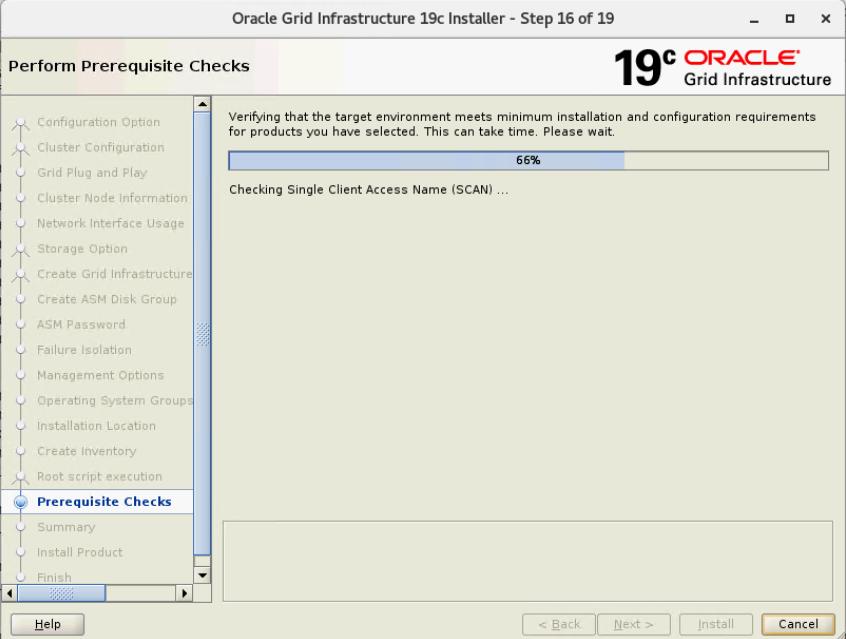 Oracle Grid Infrastructure 19c Installer - Step 16 of 19
Perform Prerequisite Checks
19c ORACLE
Grid Infrastructure
Configuration Option
Cluster Configuration
Grid Plug and Play
Cluster Node Information
Network Interface Usage
Storage Option
Create Grid Infrastructure
Create ASM Disk Group
ASM Password
Failure Isolation
Management Options
Operating System Groups
Installation Location
Create Inventory
Root script execution
Prerequisite Checks
Summary
Install Product
Finish
Verifying that the target environment meets minimum installation and configuration requirements
for products you have selected. This can take time. Please wait.
66%
Checking Single Client Access Name (SCAN) ...
Help
< Back
Next >
Install
Cancel